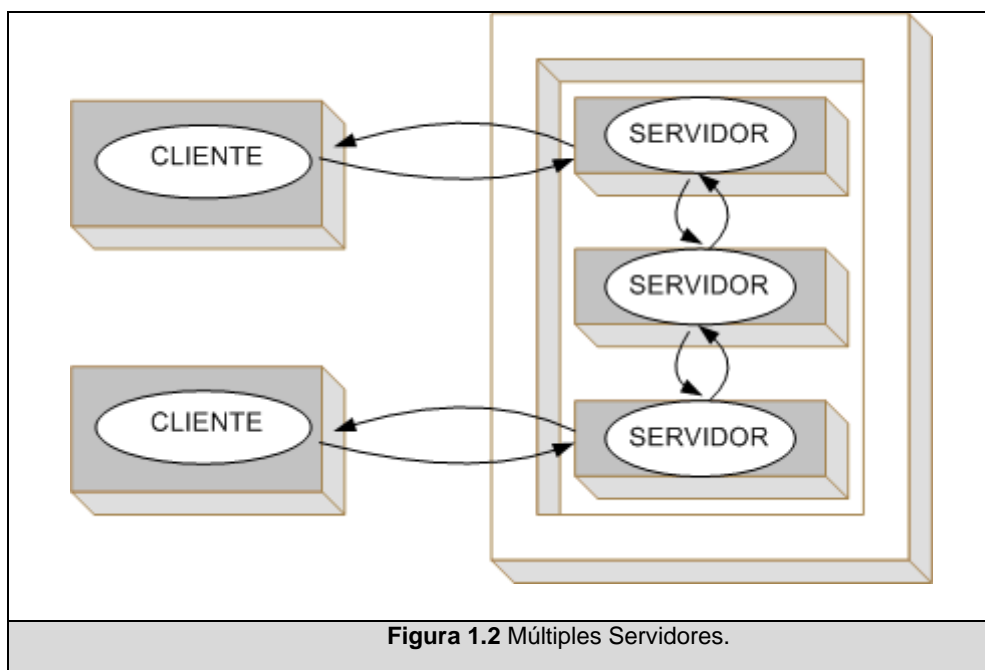 CLIENTE
SERVIDOR
SERVIDOR
CLIENTE
SERVIDOR
Figura 1.2 Múltiples Servidores.